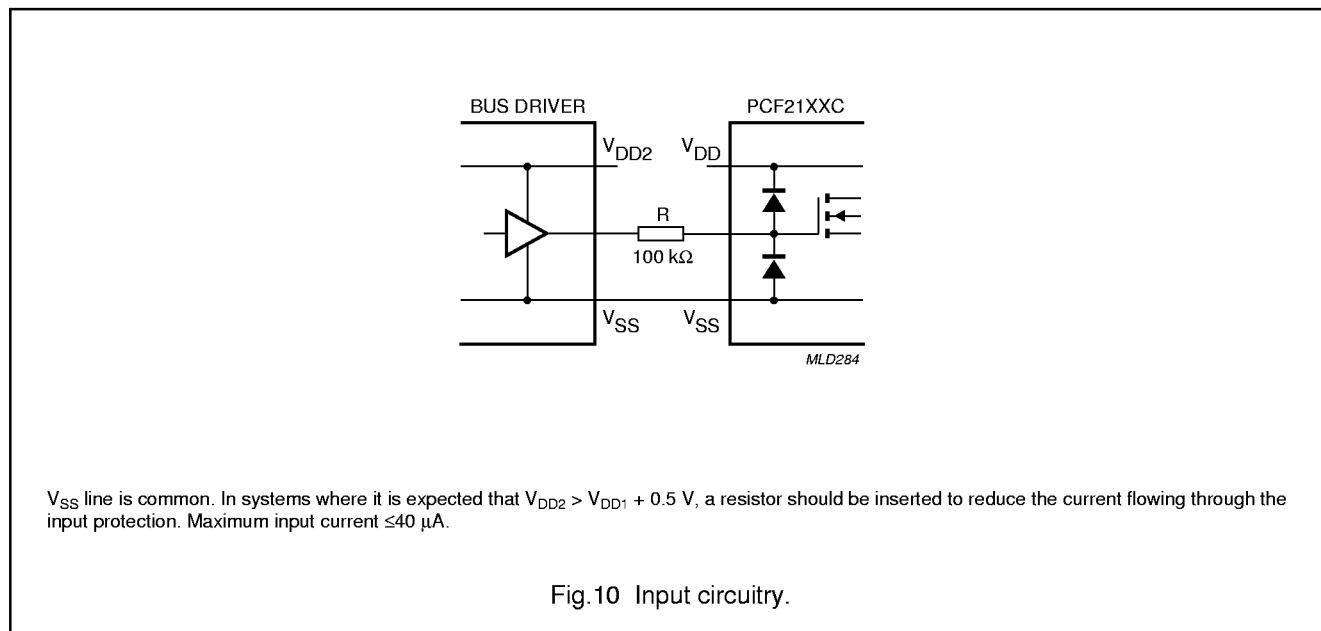 BUS DRIVER
PCF21XXC
VDD2
VDD
R
100 kΩ
VSS
VSS
MLD284
VSS line is common. In systems where it is expected that VDD2 > VDD1 + 0.5 V, a resistor should be inserted to reduce the current flowing through the
input protection. Maximum input current ≤40 μA.
Fig.10 Input circuitry.